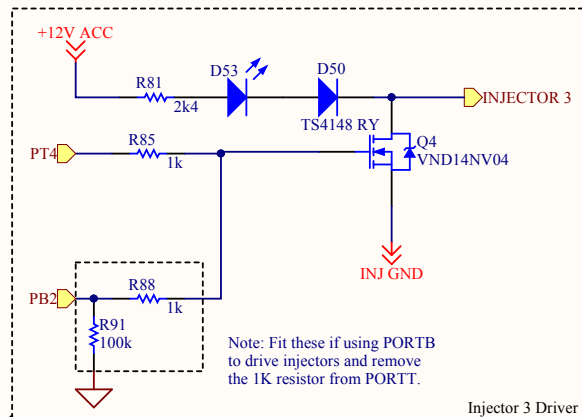 +12V ACC
D53
D50
R81
2k4
TS4148 RY
INJECTOR 3
PT4
R85
1k
Q4
VND14NV04
INJ GND
PB2
R88
1k
R91
100k
Note: Fit these if using PORTB
to drive injectors and remove
the 1K resistor from PORTT.
Injector 3 Driver